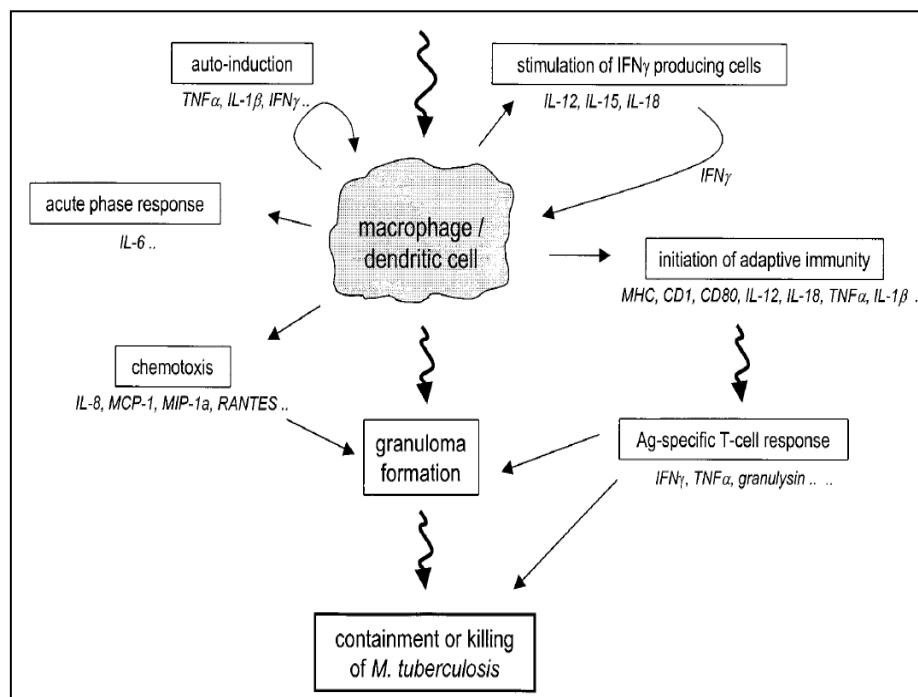 auto-induction
TNFα, IL-1β, IFNγ ..
stimulation of IFNγ producing cells
IL-12, IL-15, IL-18
IFNγ
acute phase response
IL-6 ..
macrophage /
dendritic cell
initiation of adaptive immunity
MHC, CD1, CD80, IL-12, IL-18, TNFα, IL-1β ..
chemotoxis
IL-8, MCP-1, MIP-1a, RANTES ..
granuloma
formation
Ag-specific T-cell response
IFNγ, TNFα, granulysin .. ..
containment or killing
of M. tuberculosis